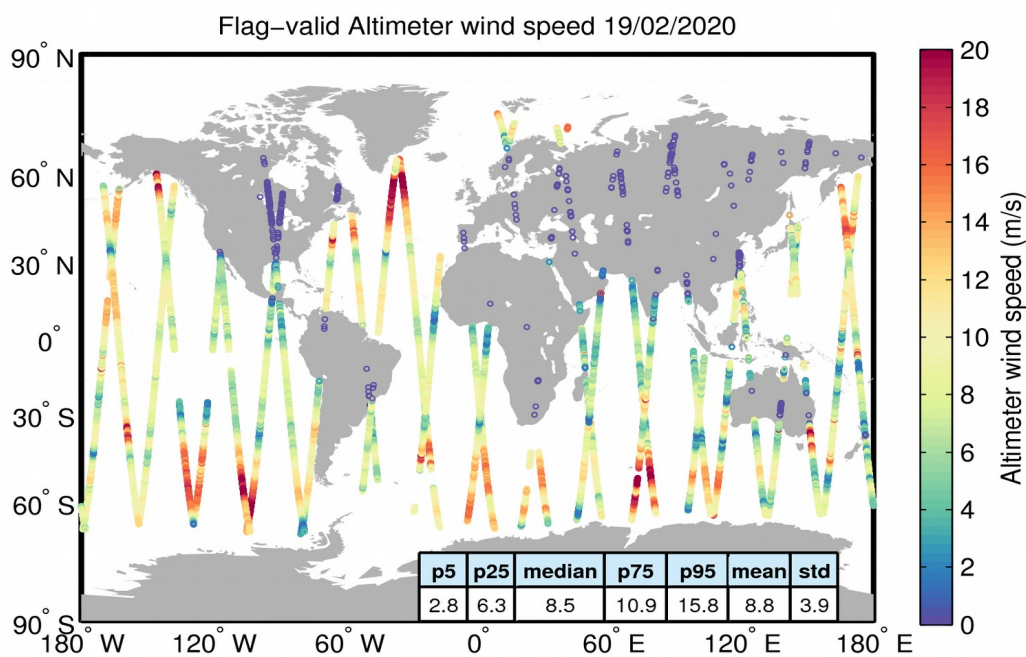 Flag−valid Altimeter wind speed 19/02/2020
90° N
60° N
30° N
0°
30° S
60° S
90° S
180° W
120° W
60° W
0°
60° E
120° E
180° E
p5 p25 median p75 p95 mean std
2.8 6.3 8.5 10.9 15.8 8.8 3.9
20
18
16
14
12
10
8
6
4
2
0
Altimeter wind speed (m/s)